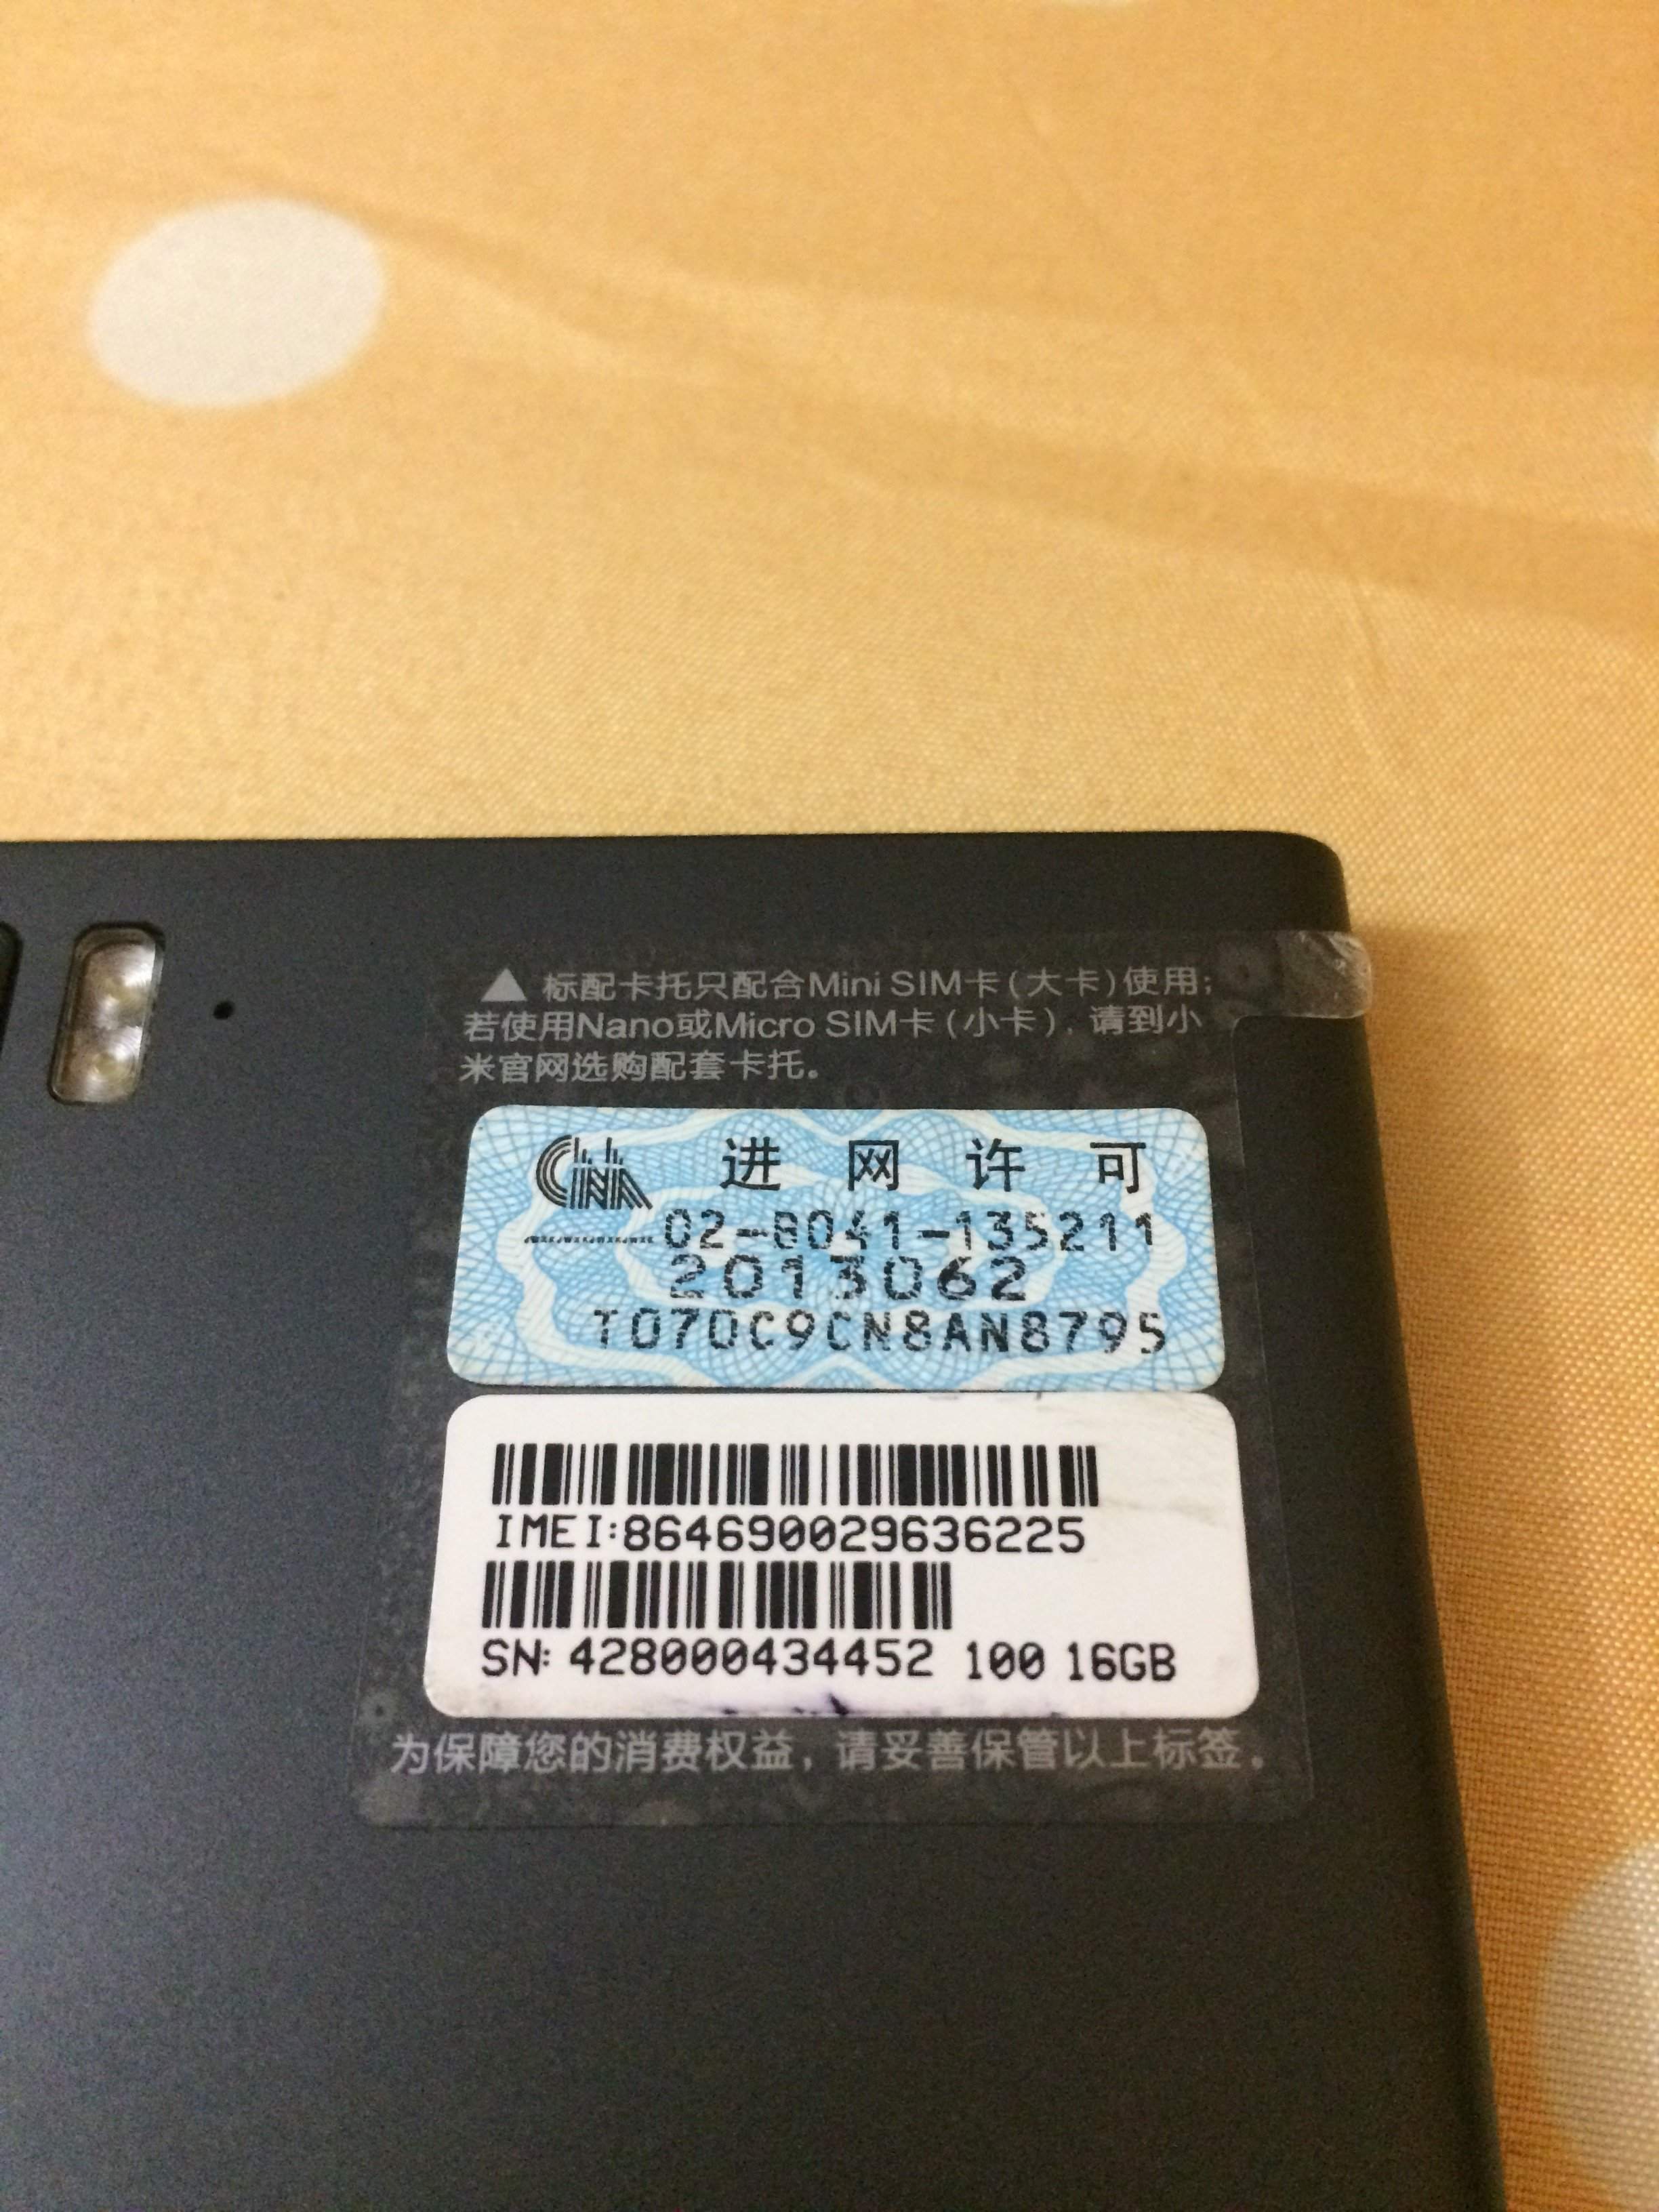 ▲ 标配卡托只配合Mini SIM卡(大卡)使用;
若使用Nano或Micro SIM卡(小卡), 请到小
米官网选购配套卡托。
进网许可
02-8041-135211
2013062
T070C9CN8AN8795
IMEI:864690029636225
SN: 428000434452 100 16GB
为保障您的消费权益，请妥善保管以上标签。